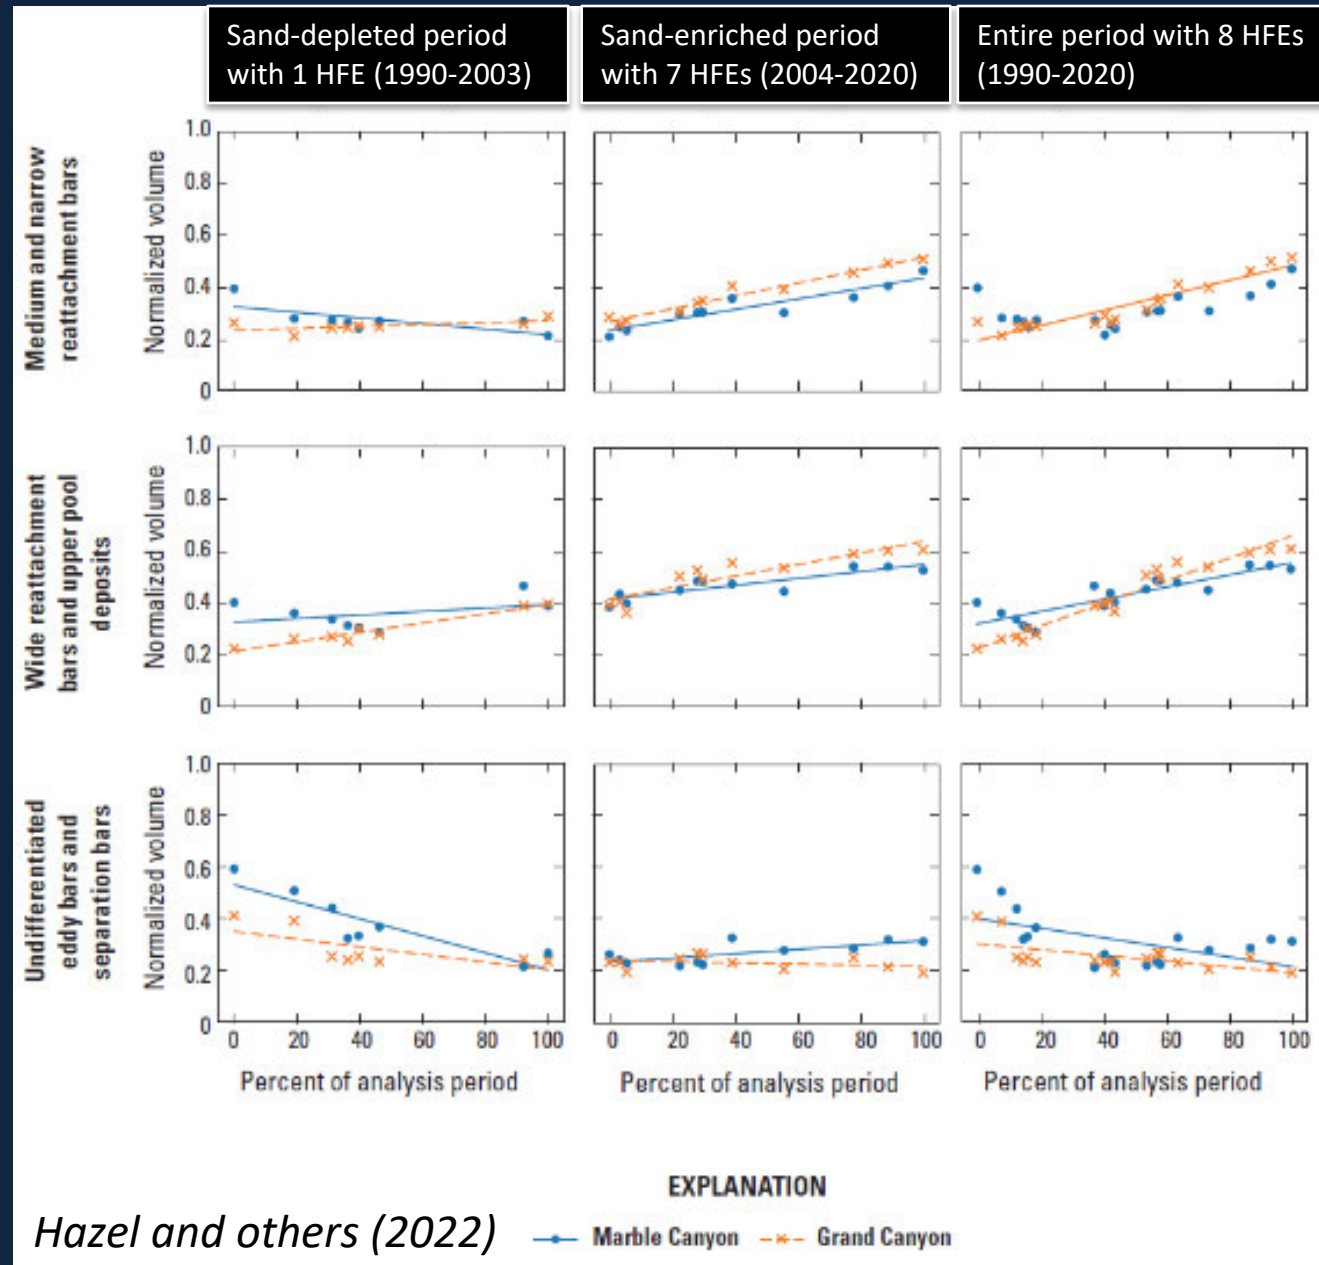 Sand-depleted period
with 1 HFE (1990-2003)
Sand-enriched period
with 7 HFEs (2004-2020)
Entire period with 8 HFEs
(1990-2020)
Medium and narrow
reattachment bars
Normalized volume
1.0
0.8
0.6
0.4
0.2
0
Wide reattachment
bars and upper pool
deposits
Normalized volume
1.0
0.8
0.6
0.4
0.2
0
Undifferentiated
eddy bars and
separation bars
Normalized volume
1.0
0.8
0.6
0.4
0.2
0
0 20 40 60 80 100
0 20 40 60 80 100
0 20 40 60 80 100
Percent of analysis period
Percent of analysis period
Percent of analysis period
EXPLANATION
Marble Canyon
Grand Canyon
Hazel and others (2022)